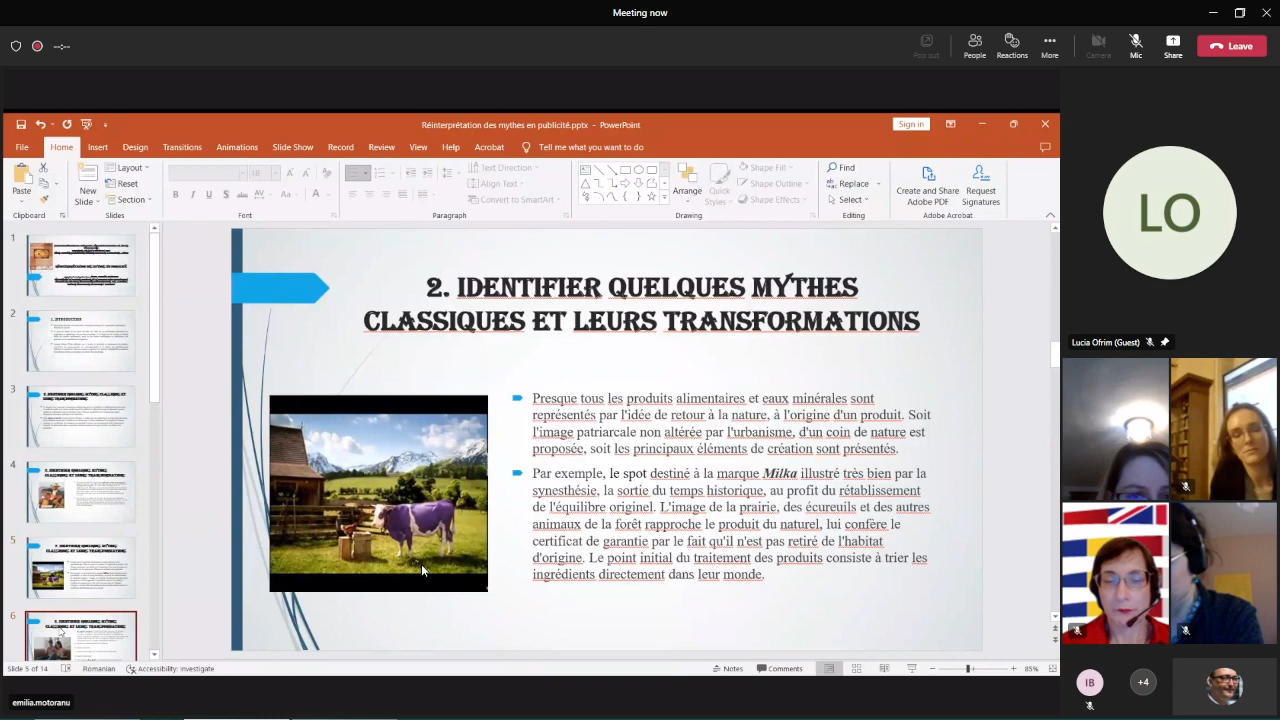 Meeting now
Pop out
People
Reactions
More
Camera
Mic
Share
Leave
Réinterprétation des mythes en publicité.pptx - PowerPoint
Sign in
File
Home
Insert
Design
Transitions
Animations
Slide Show
Record
Review
View
Help
Acrobat
Tell me what you want to do
Paste
Clipboard
New
Slide
Layout
Reset
Section
Slides
Font
Text Direction
Align Text
Convert to SmartArt
Paragraph
Arrange
Quick
Styles
Shape Fill
Shape Outline
Shape Effects
Drawing
Find
Replace
Select
Editing
Create and Share
Adobe PDF
Request
Signatures
Adobe Acrobat
1
2
3
4
5
6
2. IDENTIFIER QUELQUES MYTHES
CLASSIQUES ET LEURS TRANSFORMATIONS
Presque tous les produits alimentaires et eaux minérales sont
représentés par l'idée de retour à la nature, à l'origine d'un produit. Soit
l'image patriarcale non altérée par l'urbanisme, d'un coin de nature est
proposée, soit les principaux éléments de création sont présentés.
Par exemple, le spot destiné à la marque Milka
très bien par la
la sortie du temps historique, au profit du rétablissement
de l'équilibre originel. L'image de la prairie, des écureuils et des autres
animaux de la forêt rapproche le produit du naturel, lui confère le
certificat de garantie par le fait qu'il n'est pas retiré de l'habitat
d'origine. Le point initial du traitement des produits consiste à trier les
ingrédients directement dans leur monde.
Slide 5 of 14
Romanian
Accessibility: Investigate
Notes
Comments
85%
emilia.motoranu
LO
Lucia Ofrim (Guest)
IB
+4